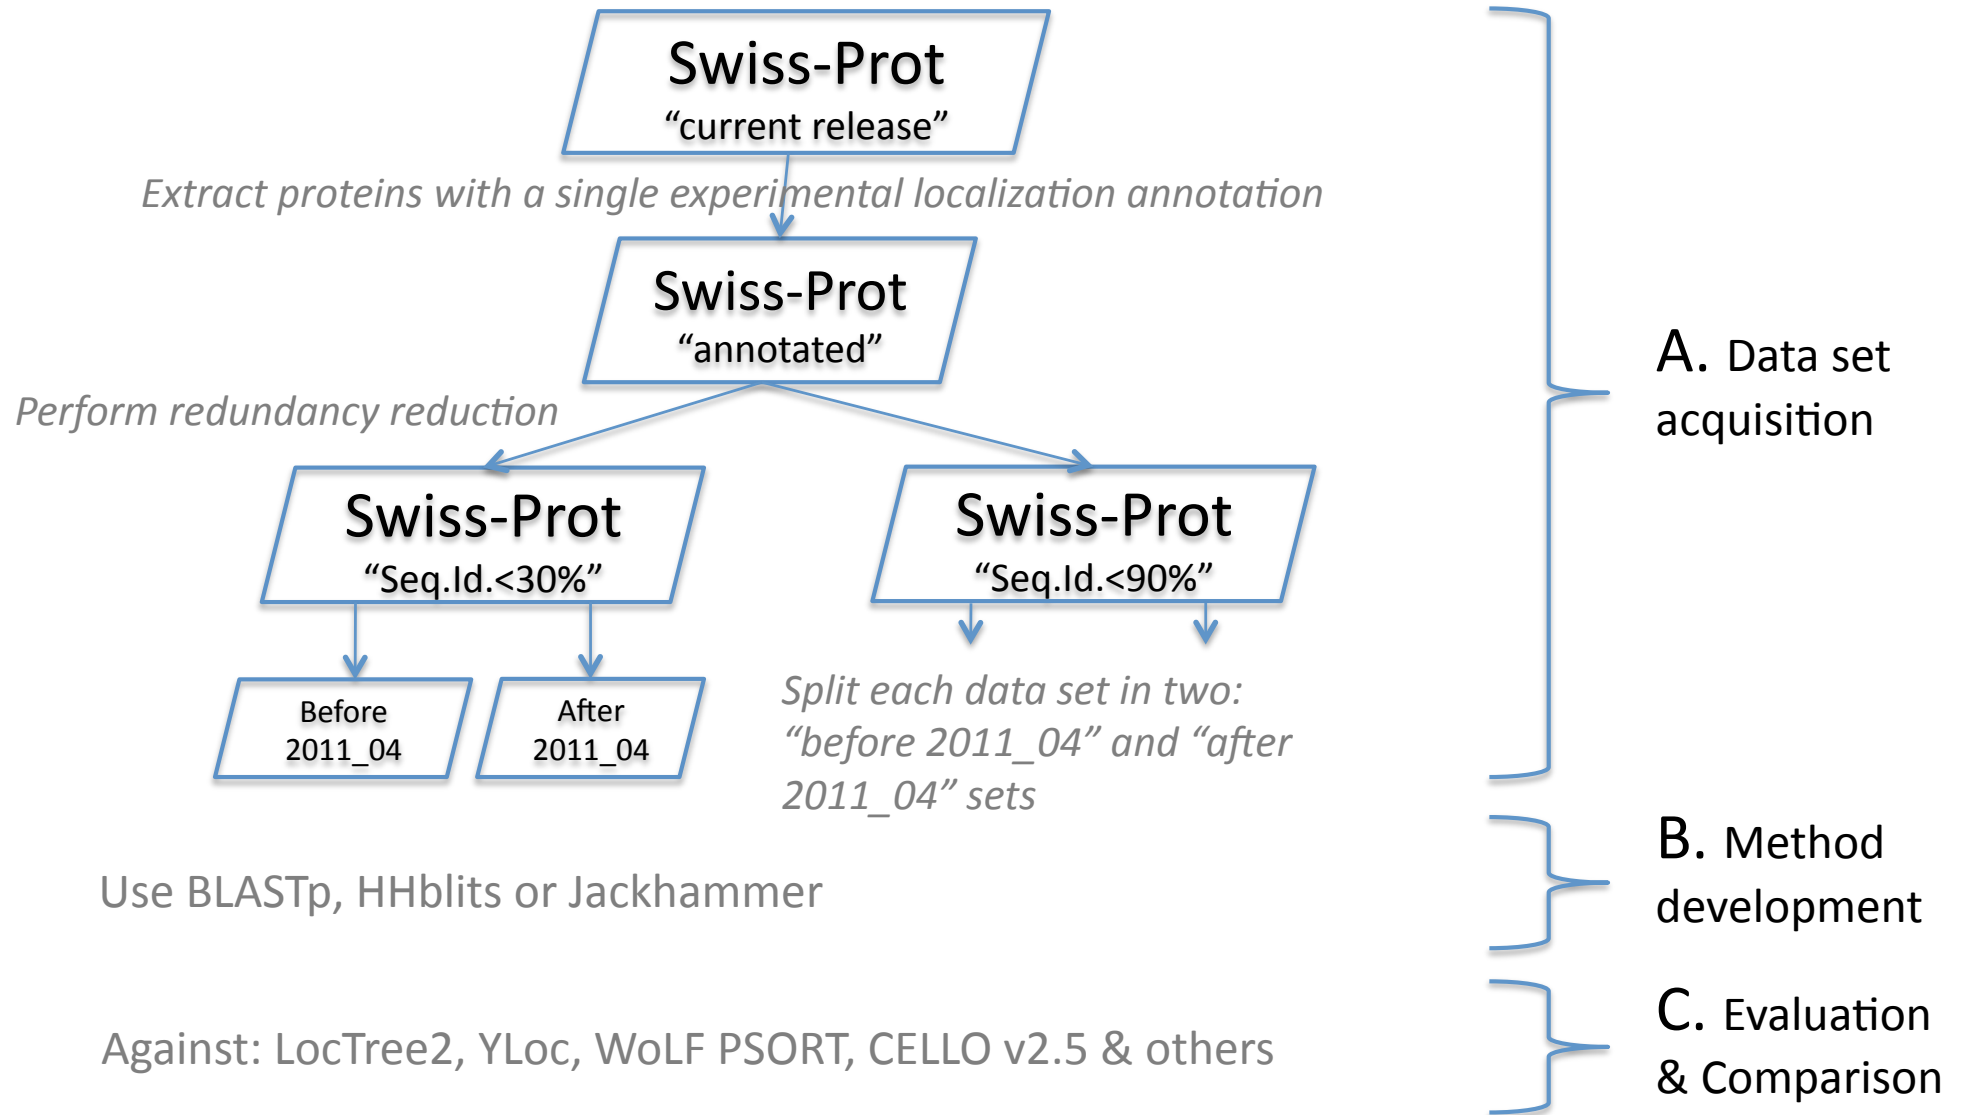 Swiss-Prot
“current release”
Extract proteins with a single experimental localization annotation
Swiss-Prot
“annotated”
Perform redundancy reduction
Swiss-Prot
“Seq.Id.<30%”
Swiss-Prot
“Seq.Id.<90%”
Before
2011_04
After
2011_04
Split each data set in two:
“before 2011_04” and “after
2011_04” sets
A. Data set
acquisition
Use BLASTp, HHblits or Jackhammer
B. Method
development
Against: LocTree2, YLoc, WoLF PSORT, CELLO v2.5 & others
C. Evaluation
& Comparison